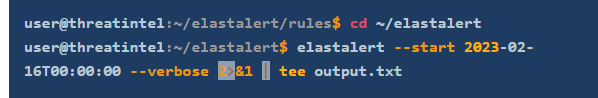 user@threatintel:~/elastalert/rules$ cd ~/elastalert
user@threatintel:~/elastalert$ elastalert --start 2023-02-
16T00:00:00 --verbose 2>&1 | tee output.txt